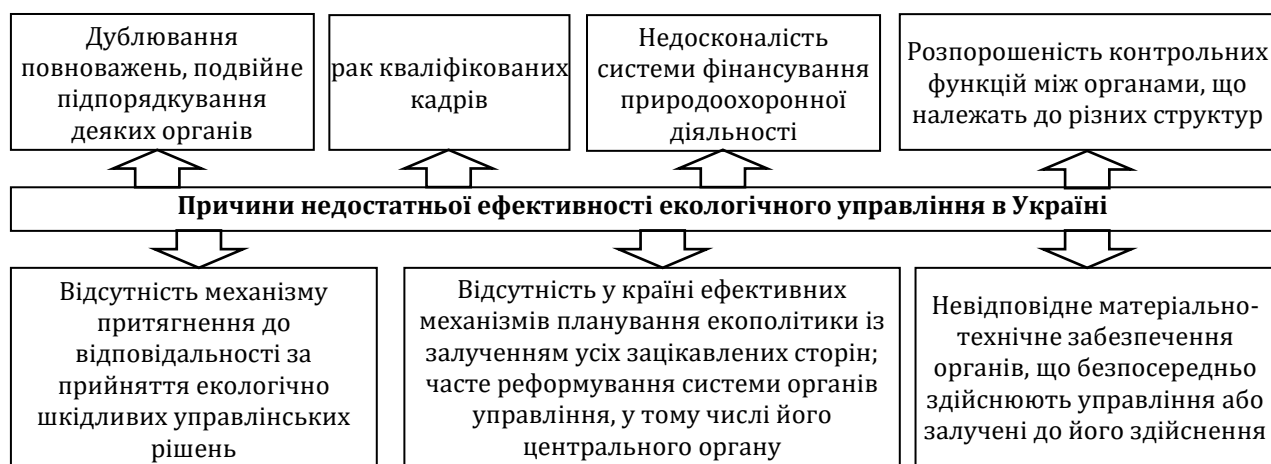 Дублювання
повноважень, подвійне
підпорядкування
деяких органів
рак кваліфікованих
кадрів
Недосконалість
системи фінансування
природоохоронної
діяльності
Розпорошеність контрольних
функцій між органами, що
належать до різних структур
Причини недостатньої ефективності екологічного управління в Україні
Відсутність механізму
притягнення до
відповідальності за
прийняття екологічно
шкідливих управлінських
рішень
Відсутність у країні ефективних
механізмів планування екополітики із
залученням усіх зацікавлених сторін;
часте реформування системи органів
управління, у тому числі його
центрального органу
Невідповідне матеріально-
технічне забезпечення
органів, що безпосередньо
здійснюють управління або
залучені до його здійснення